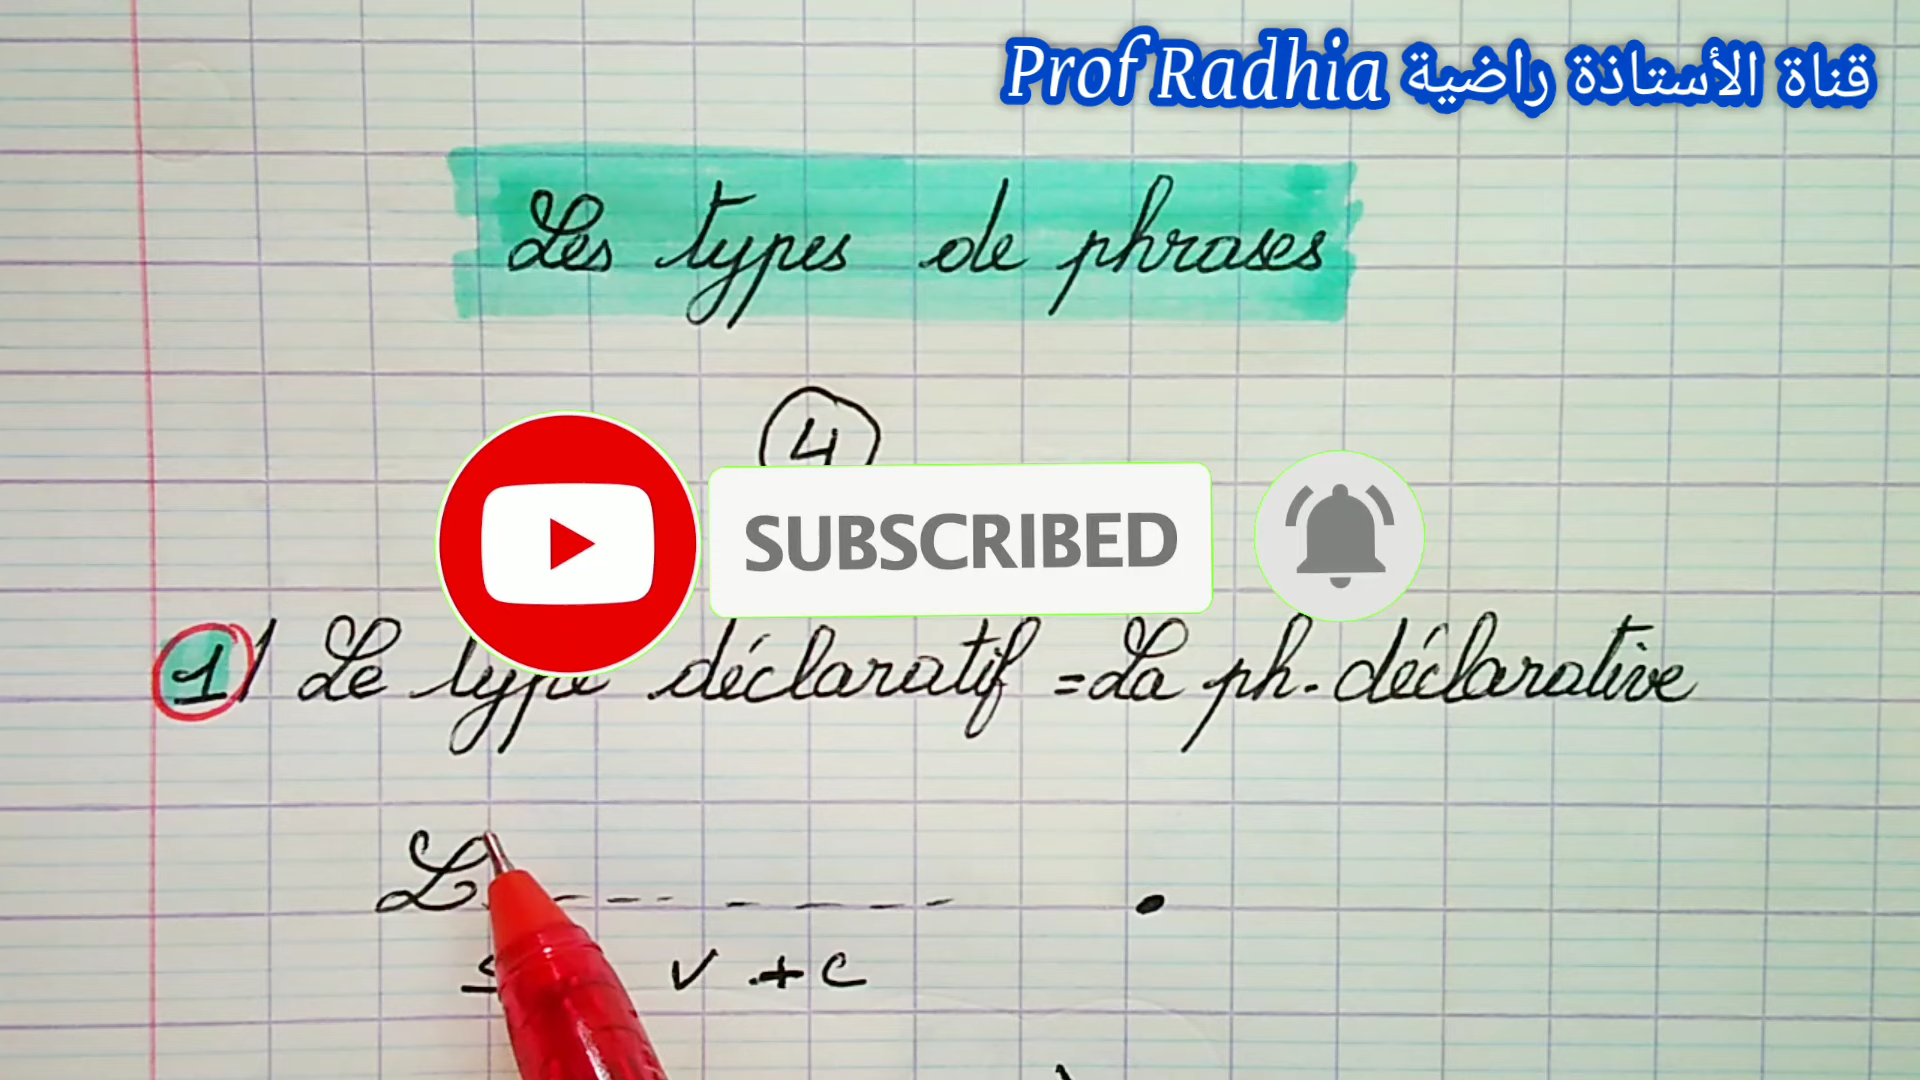 Prof Radhia قناة الأستاذة راضية
Les types de phrases
4
SUBSCRIBED
1/ Le type déclaratif = La ph. déclarative
L - - - - - - - .
S V + C